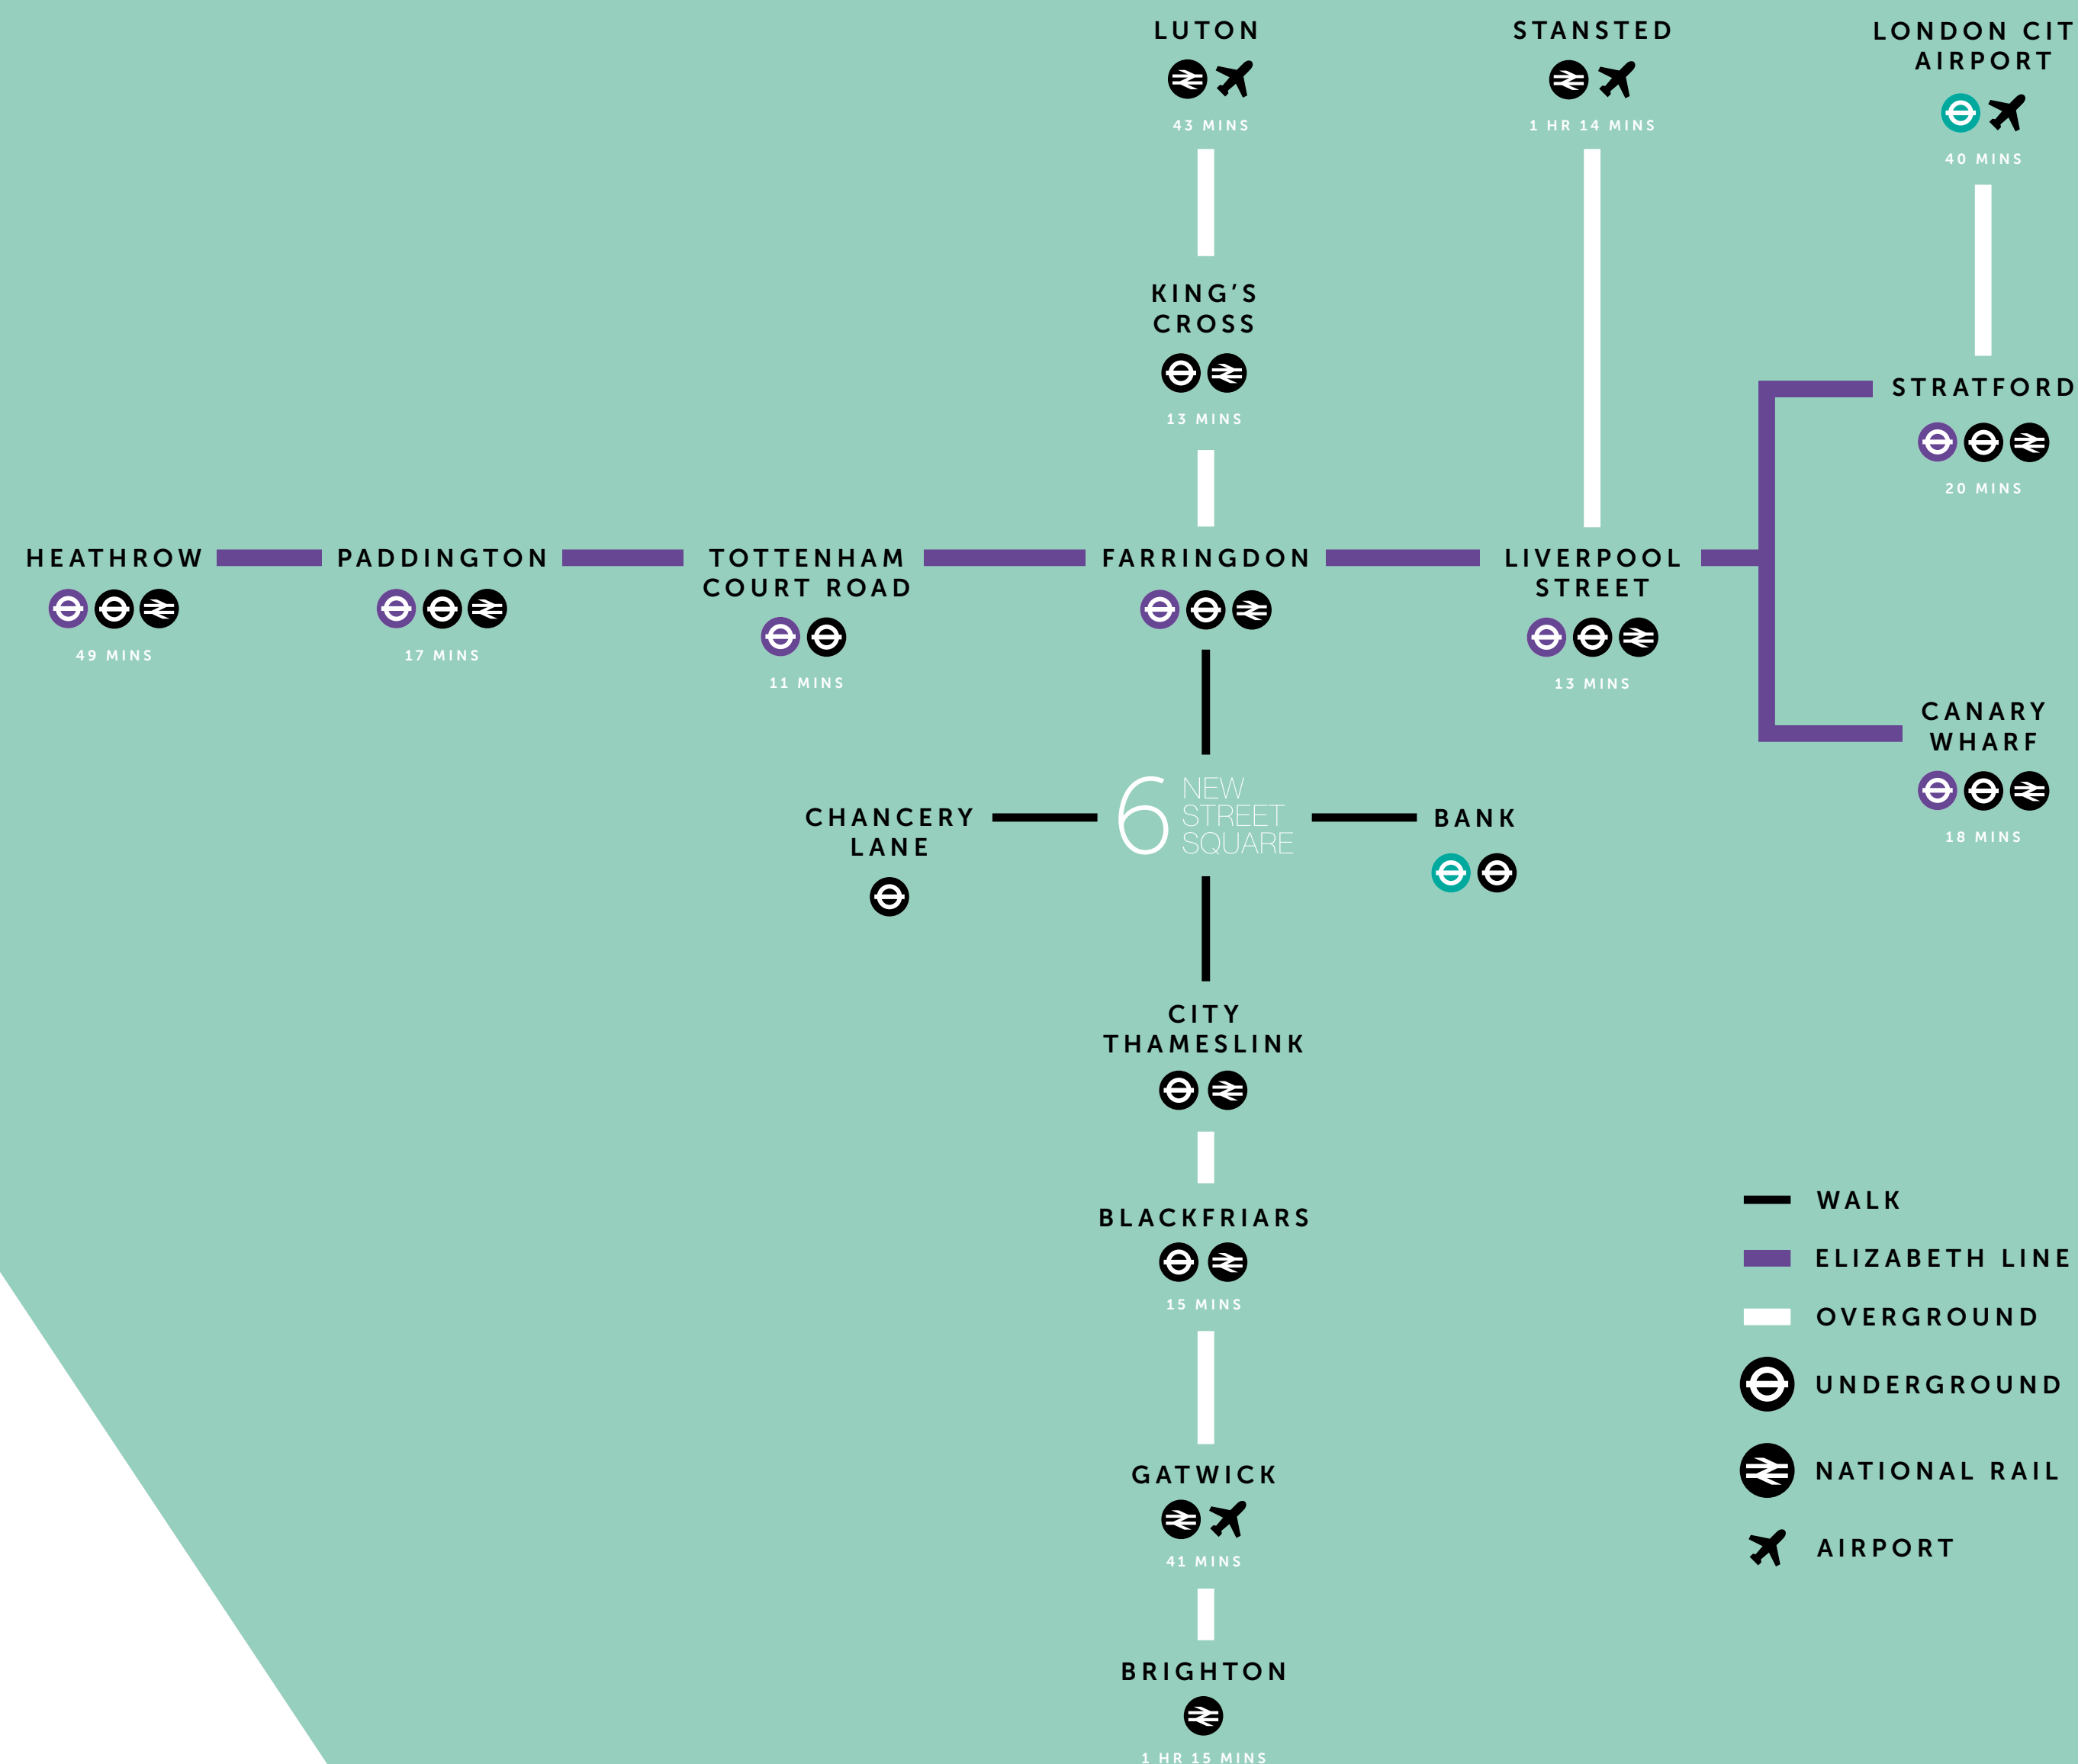 LUTON
43 MINS
STANSTED
1 HR 14 MINS
LONDON CIT
AIRPORT
40 MINS
KING'S
CROSS
13 MINS
STRATFORD
20 MINS
HEATHROW
49 MINS
PADDINGTON
17 MINS
TOTTENHAM
COURT ROAD
11 MINS
FARRINGDON
LIVERPOOL
STREET
13 MINS
CANARY
WHARF
18 MINS
CHANCERY
LANE
6 NEW
STREET
SQUARE
BANK
CITY
THAMESLINK
BLACKFRIARS
15 MINS
GATWICK
41 MINS
BRIGHTON
1 HR 15 MINS
WALK
ELIZABETH LINE
OVERGROUND
UNDERGROUND
NATIONAL RAIL
AIRPORT